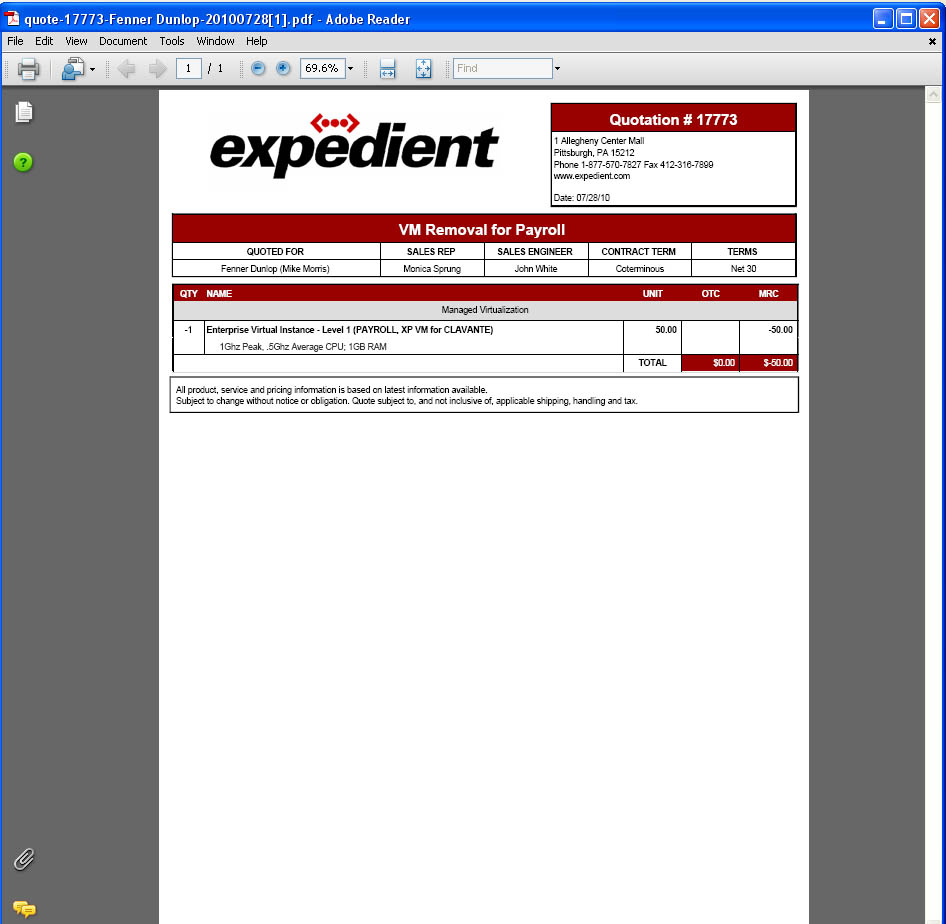 quote-17773-Fenner Dunlop-20100728[1].pdf - Adobe Reader
File Edit View Document Tools Window Help
1 / 1 69.6% Find
expedient
Quotation # 17773
1 Allegheny Center Mall
Pittsburgh, PA 15212
Phone 1-877-570-7827 Fax 412-316-7899
www.expedient.com
Date: 07/28/10
VM Removal for Payroll
QUOTED FOR SALES REP SALES ENGINEER CONTRACT TERM TERMS
Fenner Dunlop (Mike Morris) Monica Sprung John White Coterminous Net 30
QTY NAME UNIT OTC MRC
Managed Virtualization
-1 Enterprise Virtual Instance - Level 1 (PAYROLL, XP VM for CLAVANTE) 50.00 -50.00
1Ghz Peak, .5Ghz Average CPU; 1GB RAM
TOTAL $0.00 $-50.00
All product, service and pricing information is based on latest information available.
Subject to change without notice or obligation. Quote subject to, and not inclusive of, applicable shipping, handling and tax.